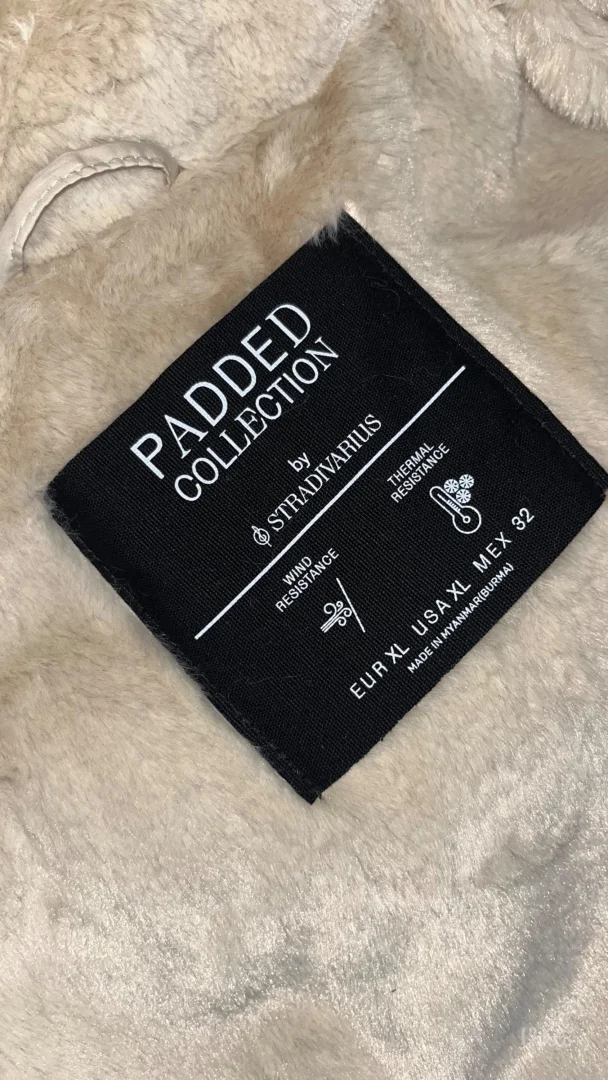 PADDED
COLLECTION
by
STRADIVARIUS
WIND
RESISTANCE
THERMAL
RESISTANCE
EUR XL USA XL MEX 32
MADE IN MYANMAR(BURMA)